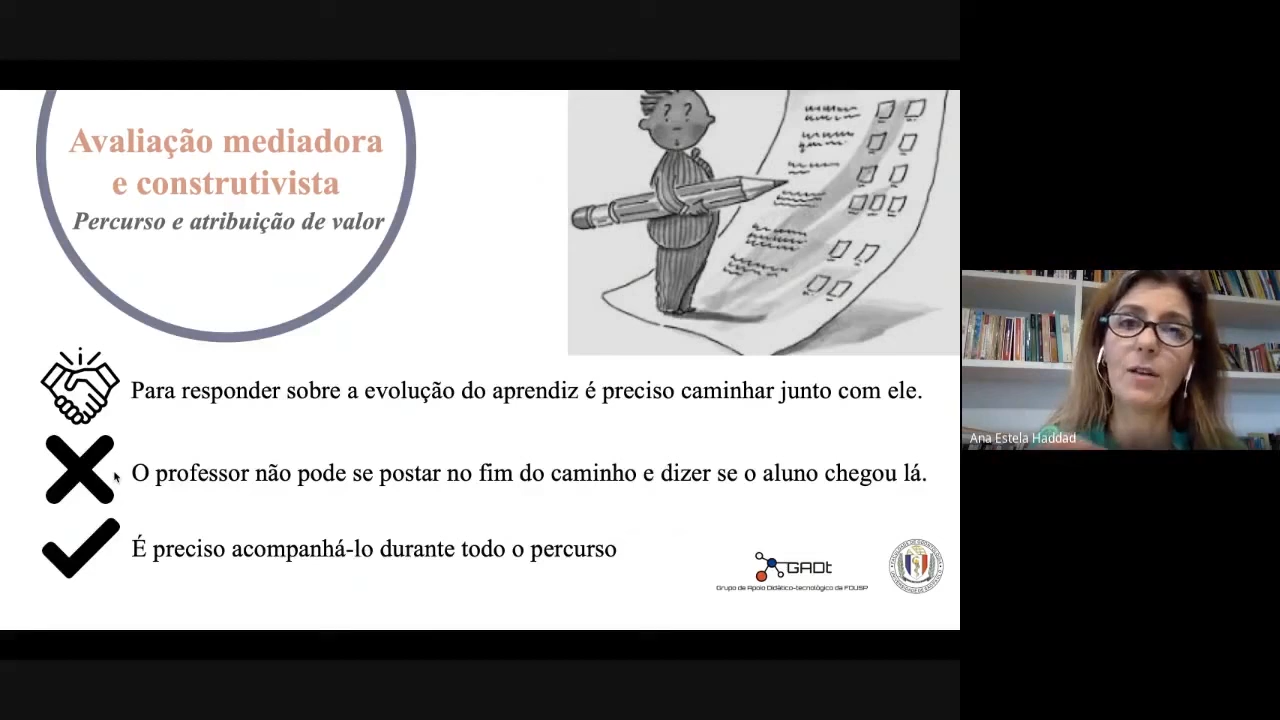 Avaliação mediadora
e construtivista
Percurso e atribuição de valor
Para responder sobre a evolução do aprendiz é preciso caminhar junto com ele.
O professor não pode se postar no fim do caminho e dizer se o aluno chegou lá.
É preciso acompanhá-lo durante todo o percurso
GADt
Grupo de Apoio Didático-tecnológico da FOUSP
Ana Estela Haddad